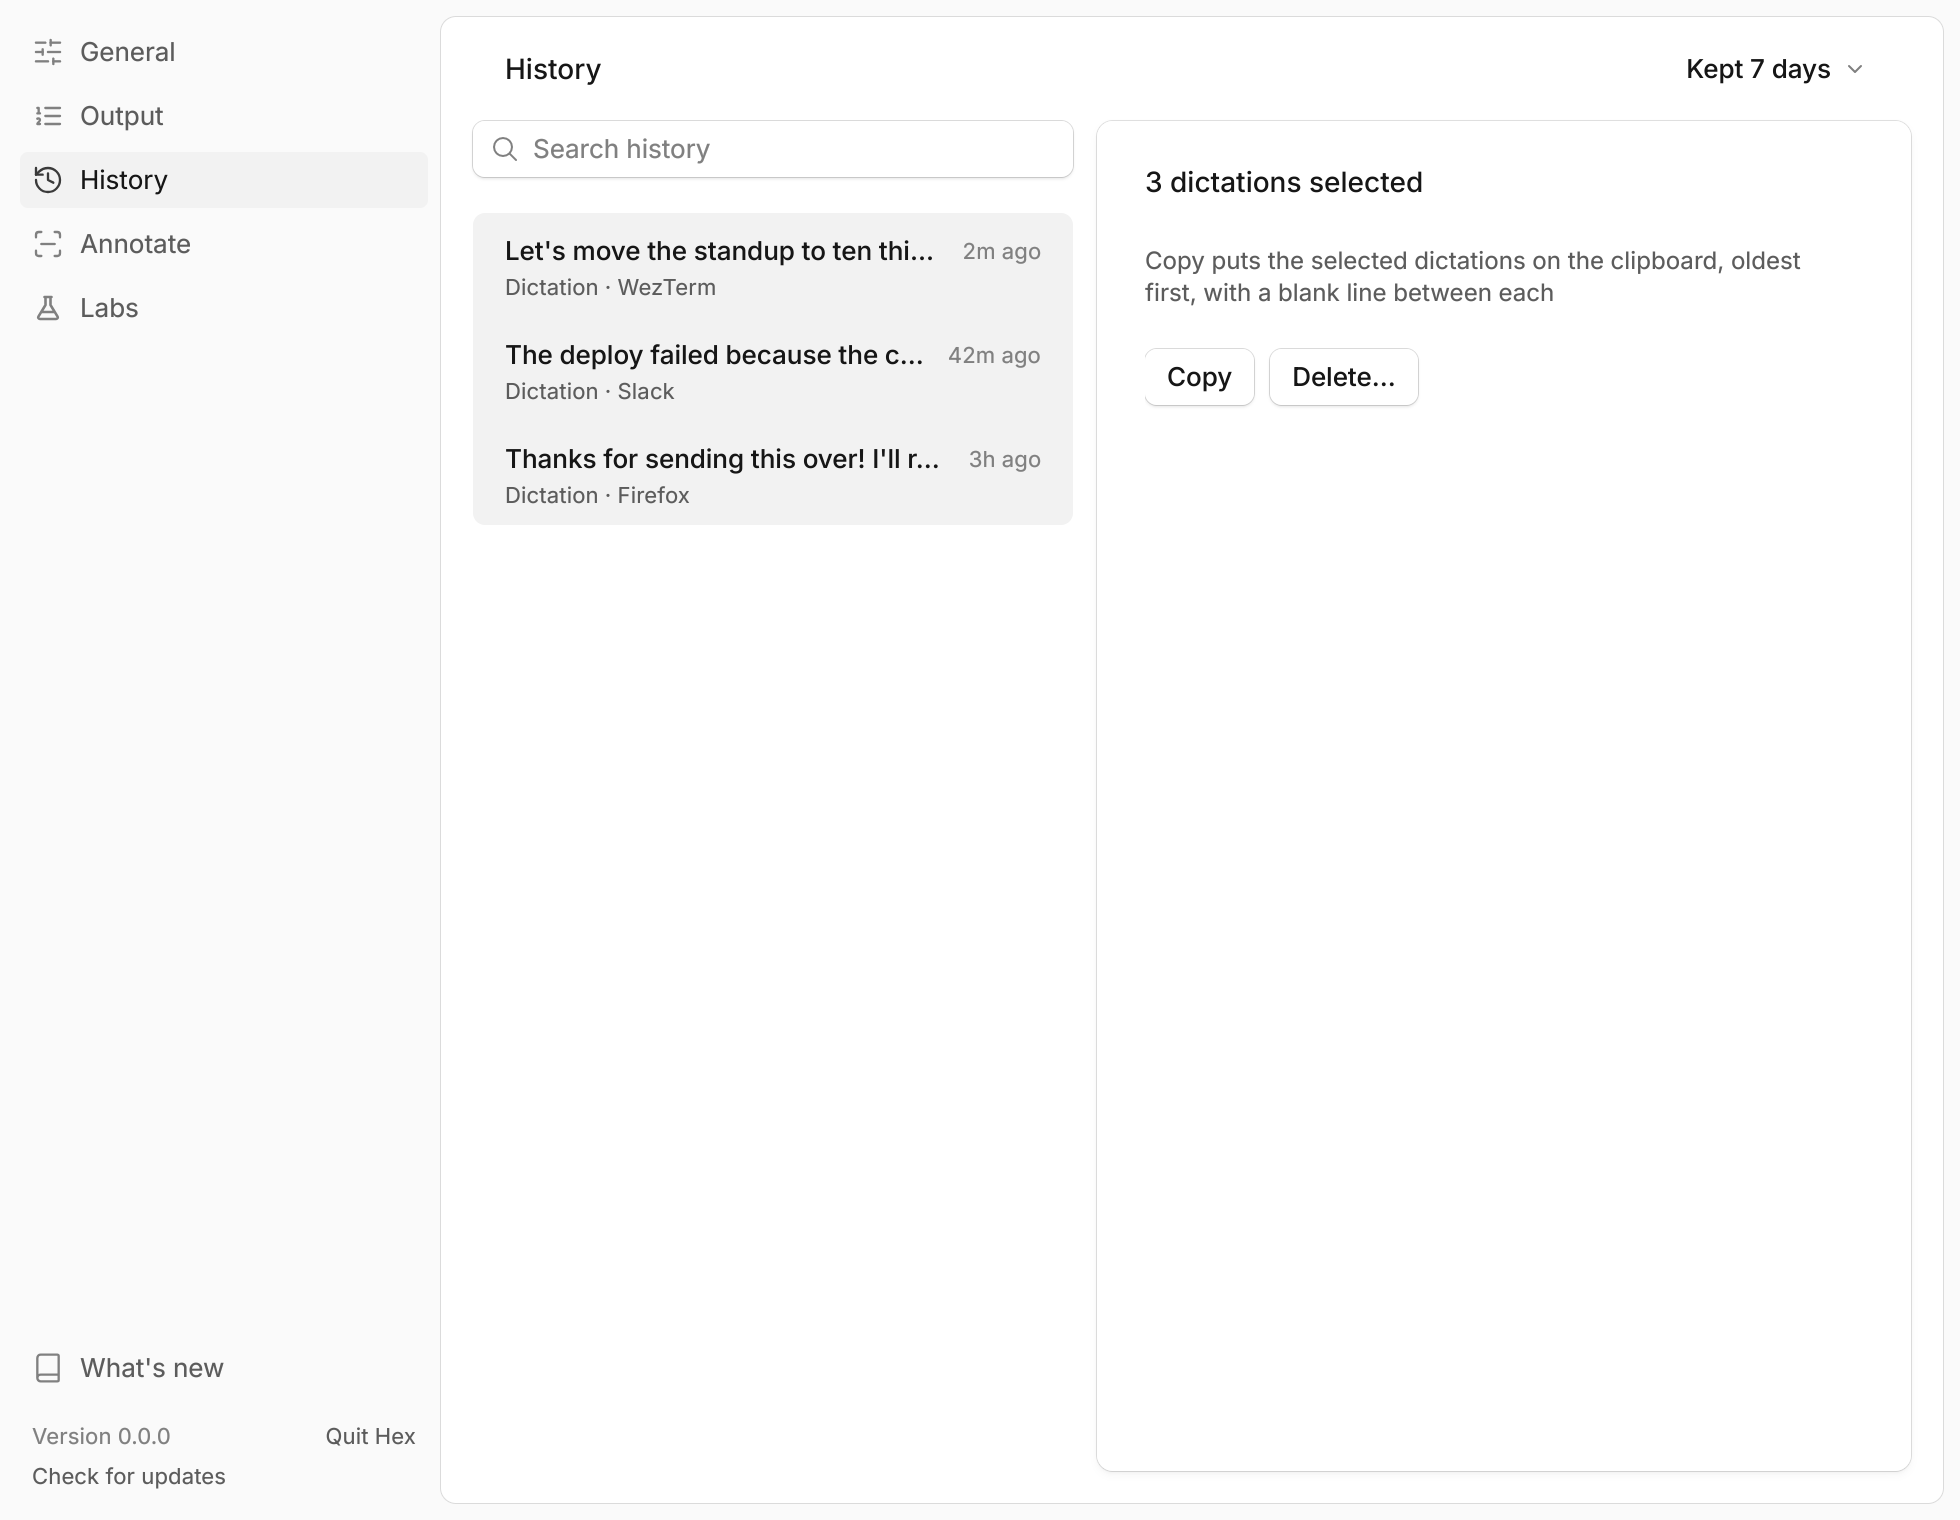 General
Output
History
Annotate
Labs
What's new
Version 0.0.0
Quit Hex
Check for updates
History
Kept 7 days
Search history
Let's move the standup to ten thi...
2m ago
Dictation · WezTerm
The deploy failed because the c...
42m ago
Dictation · Slack
Thanks for sending this over! I'll r...
3h ago
Dictation · Firefox
3 dictations selected
Copy puts the selected dictations on the clipboard, oldest
first, with a blank line between each
Copy
Delete...